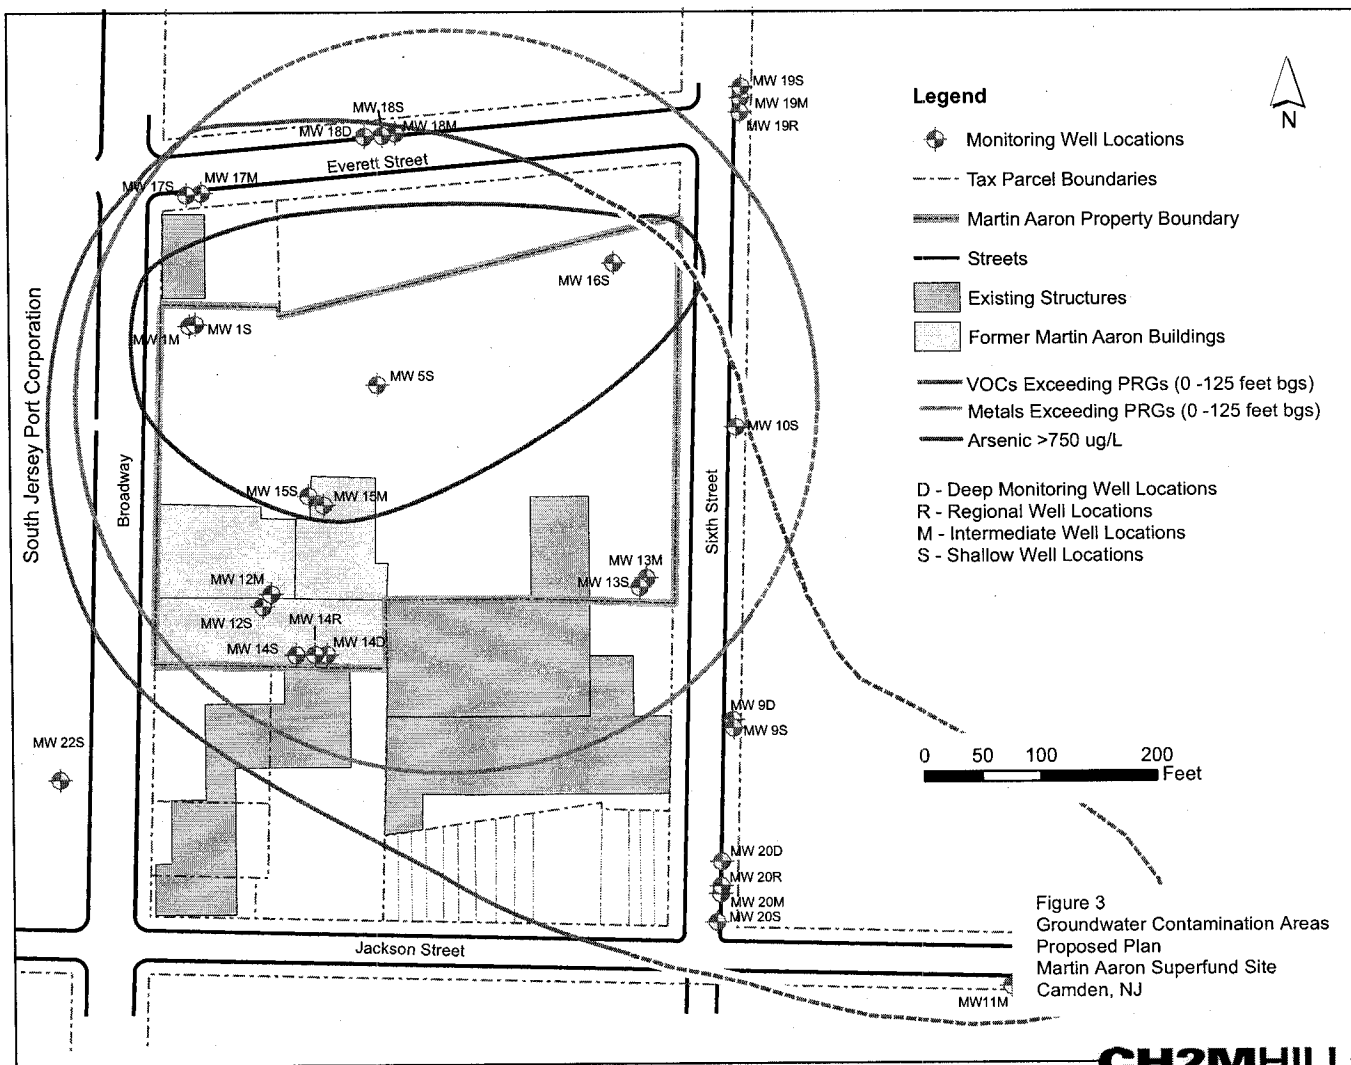 MW 18S
MW 18D
MW 18M
Everett Street
MW 17S
MW 17M
MW 19S
MW 19M
MW 19R
MW 16S
MW 1S
MW 1M
MW 5S
MW 10S
MW 15S
MW 15M
MW 12M
MW 12S
MW 13M
MW 13S
MW 14R
MW 14S
MW 14D
MW 9D
MW 9S
MW 22S
MW 20D
MW 20R
MW 20M
MW 20S
MW11M
South Jersey Port Corporation
Broadway
Sixth Street
Jackson Street
Legend
Monitoring Well Locations
Tax Parcel Boundaries
Martin Aaron Property Boundary
Streets
Existing Structures
Former Martin Aaron Buildings
VOCs Exceeding PRGs (0 -125 feet bgs)
Metals Exceeding PRGs (0 -125 feet bgs)
Arsenic >750 ug/L
D - Deep Monitoring Well Locations
R - Regional Well Locations
M - Intermediate Well Locations
S - Shallow Well Locations
N
0 50 100 200
Feet
Figure 3
Groundwater Contamination Areas
Proposed Plan
Martin Aaron Superfund Site
Camden, NJ
CH2MHILL